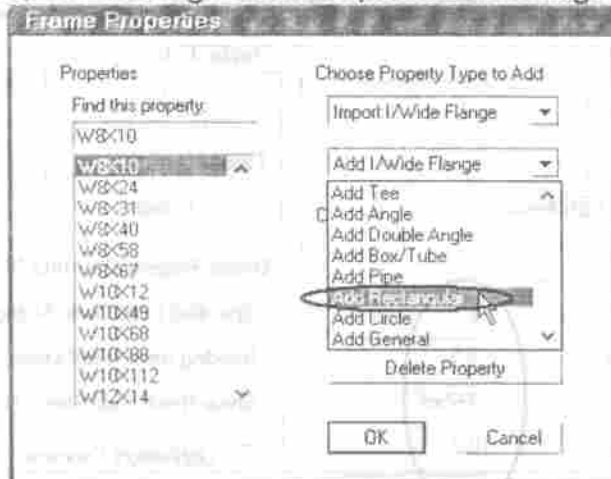 Frame Properties
Properties
Find this property:
W8X10
W8X10
W8X24
W8X31
W8X40
W8X58
W8X67
W10X12
W10X49
W10X68
W10X88
W10X112
W12X14
Choose Property Type to Add
Import I/Wide Flange
Add I/Wide Flange
Add Tee
Add Angle
Add Double Angle
Add Box/Tube
Add Pipe
Add Rectangular
Add Circle
Add General
Delete Property
OK
Cancel